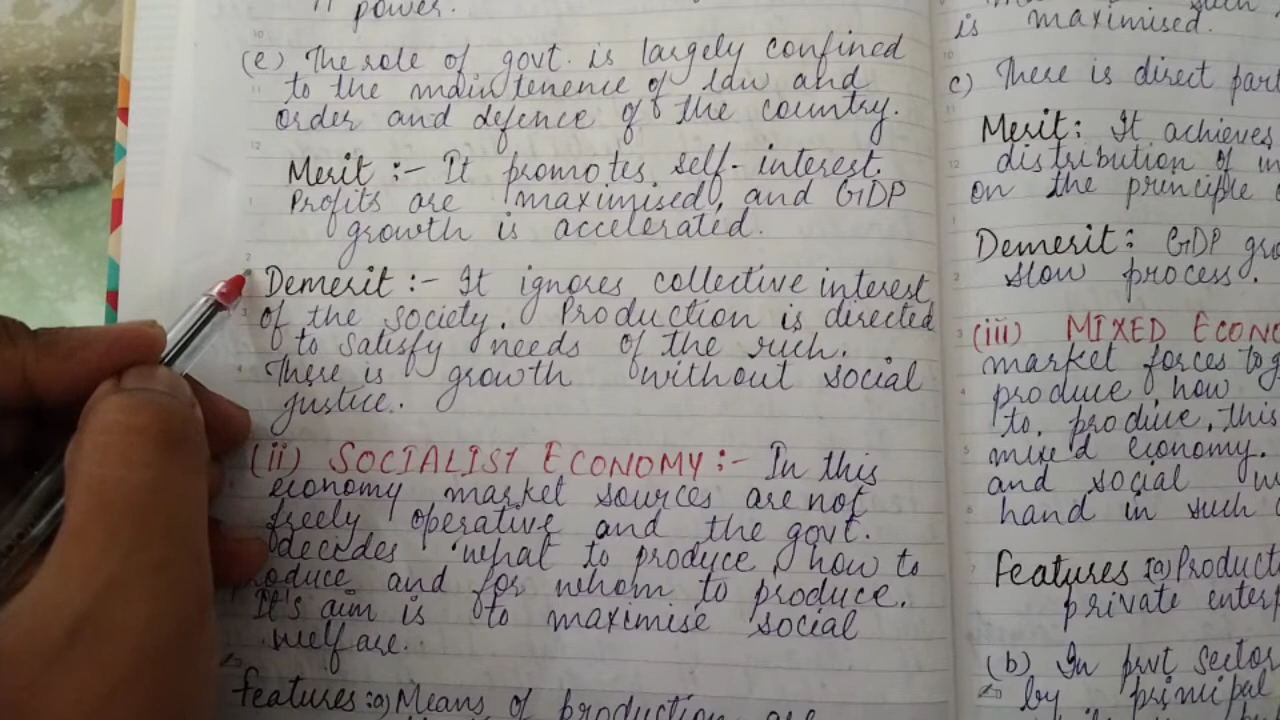 power.
(e) The role of govt. is largely confined
to the maintenence of law and
order and defence of the country.
Merit :- It promotes self-interest.
Profits are maximised, and GDP
growth is accelerated.
Demerit :- It ignores collective interest
of the society. Production is directed
to satisfy needs of the rich.
There is growth without social
justice.
(ii) SOCIALIST ECONOMY :- In this
economy market sources are not
freely operative and the govt.
decides what to produce, how to
produce and for whom to produce.
It's aim is to maximise social
welfare.
Features :a) Means of production are
is maximised.
c) There is direct
Merit: It achieves
distribution of
on the principle
Demerit: GDP
slow process.
(iii) MIXED
market forces
produce, how
to, produce, this
mixed economy.
and social
hand in such
Features :a)
private
(b) In prvt sector
by principal